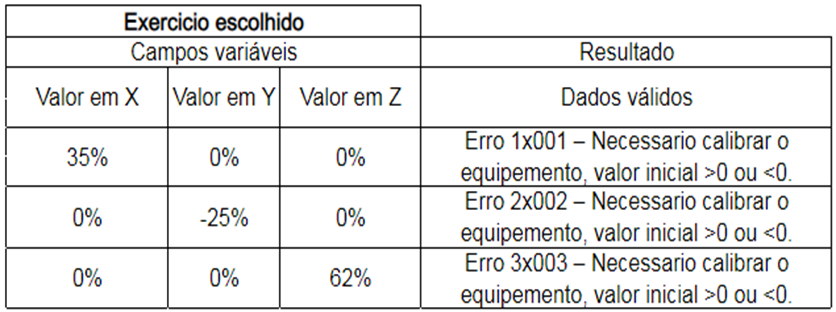 Exercicio escolhido
Campos variáveis Resultado
Valor em X Valor em Y Valor em Z Dados válidos
35% 0% 0% Erro 1x001 – Necessario calibrar o
equipemento, valor inicial >0 ou <0.
0% -25% 0% Erro 2x002 – Necessario calibrar o
equipemento, valor inicial >0 ou <0.
0% 0% 62% Erro 3x003 – Necessario calibrar o
equipemento, valor inicial >0 ou <0.